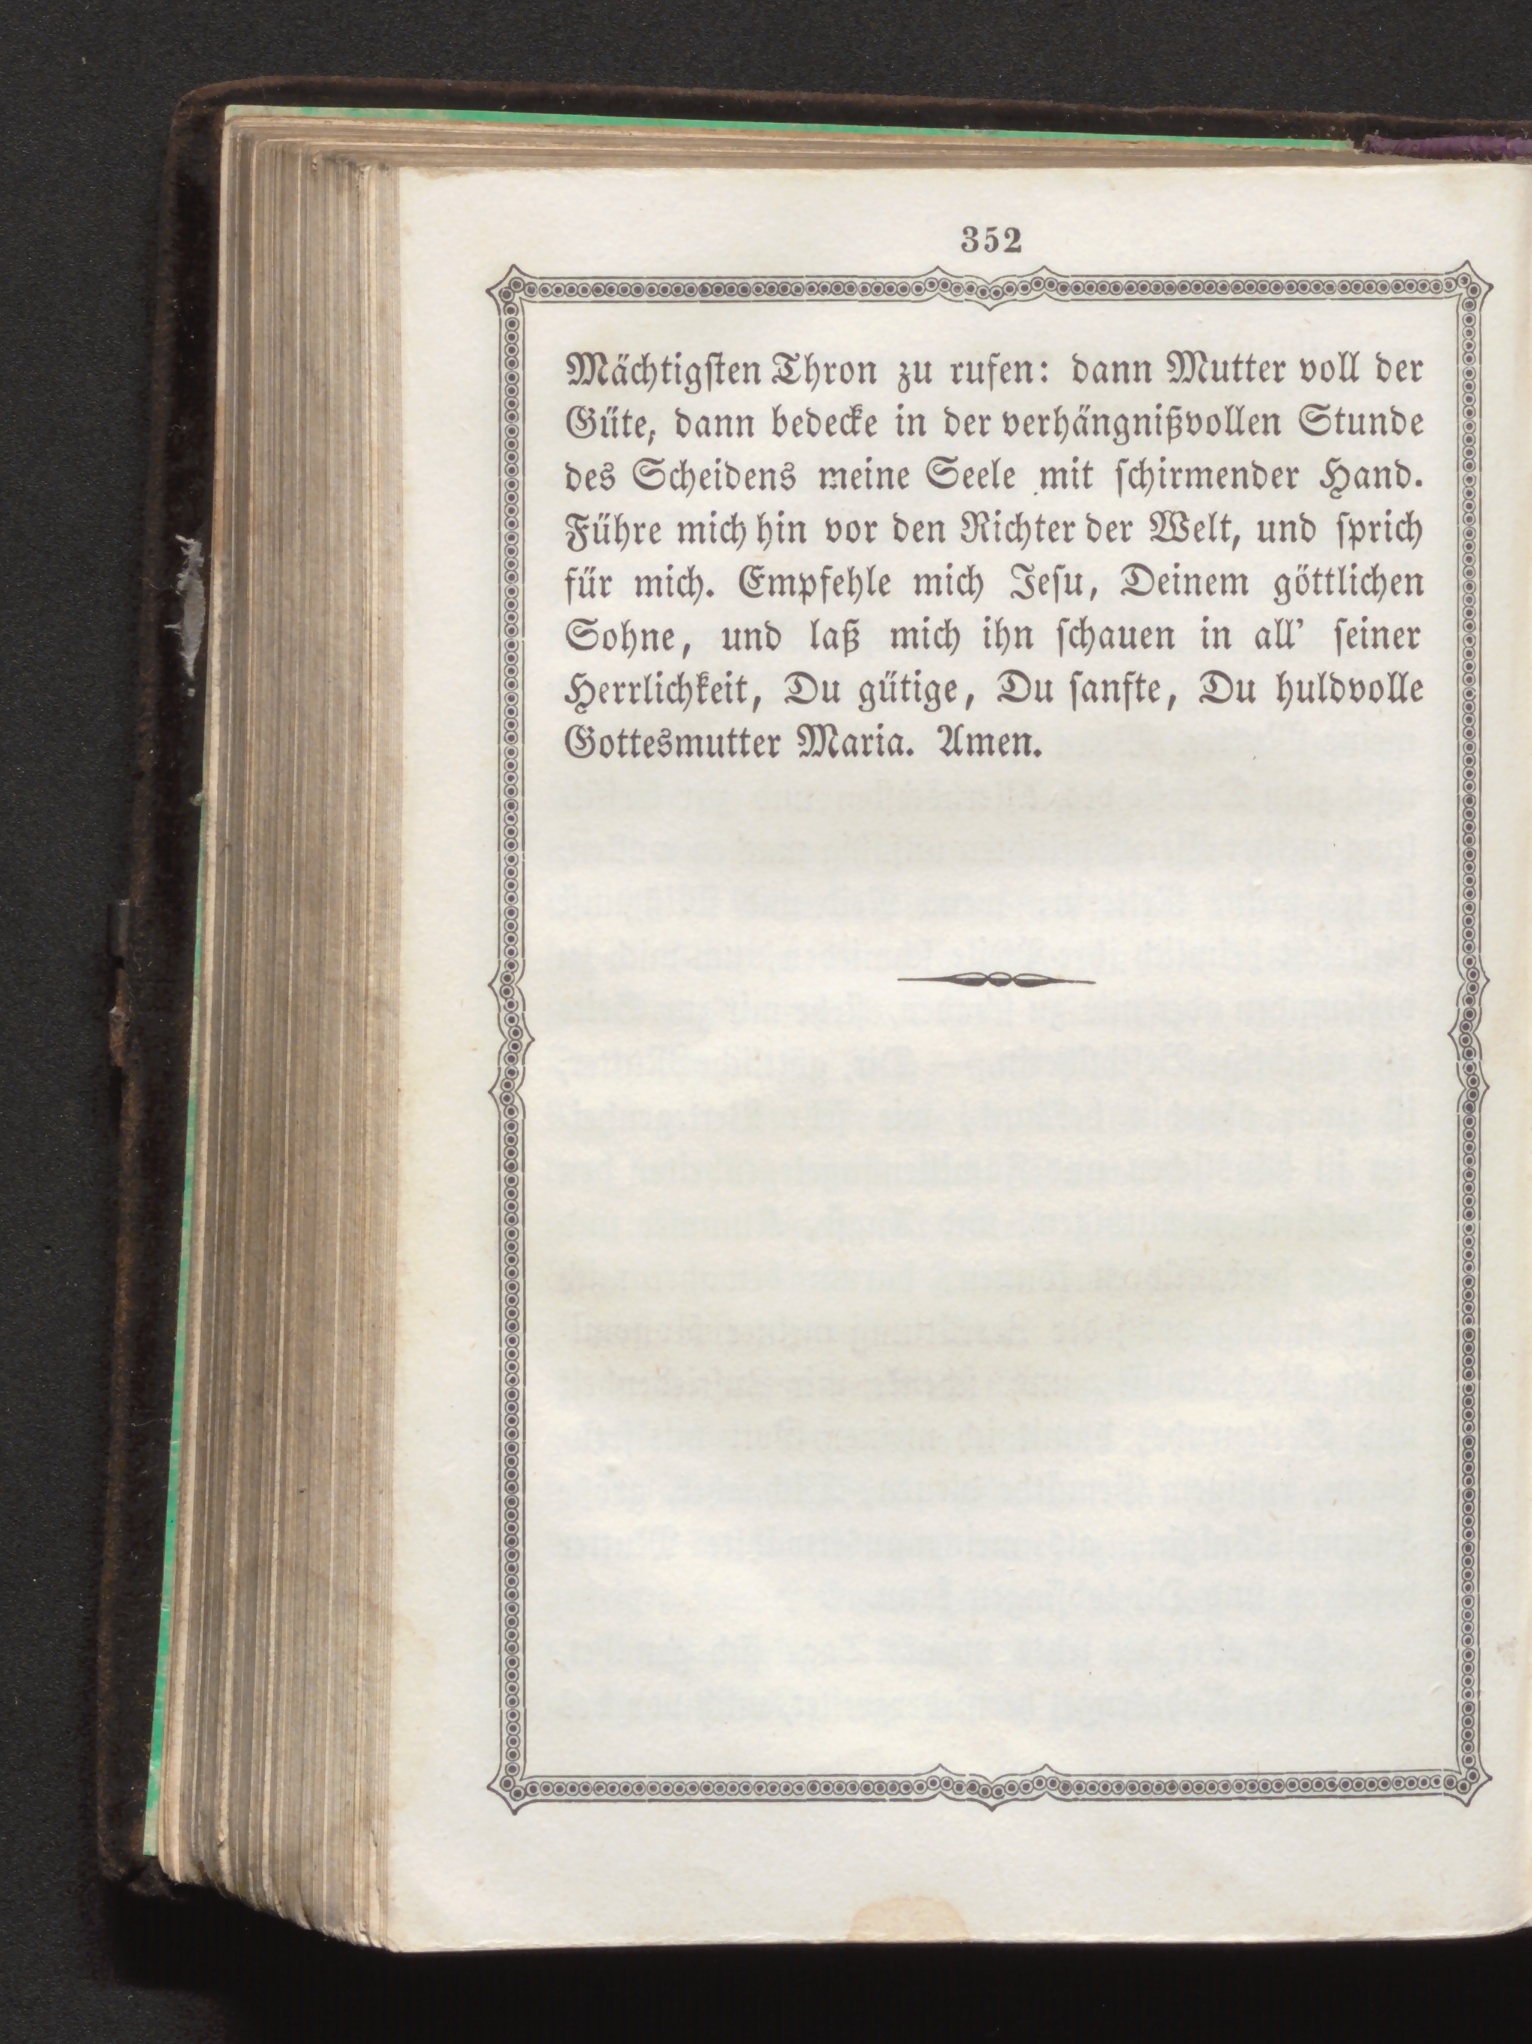 352
Mächtigſten Thron zu rufen: dann Mutter voll der
Güte, dann bedecke in der verhängnißvollen Stunde
des Scheidens meine Seele mit ſchirmender Hand.
Führe mich hin vor den Richter der Welt, und ſprich
für mich. Empfehle mich Jeſu, Deinem göttlichen
Sohne, und laß mich ihn ſchauen in all' ſeiner
Herrlichkeit, Du gütige, Du ſanfte, Du huldvolle
Gottesmutter Maria. Amen.